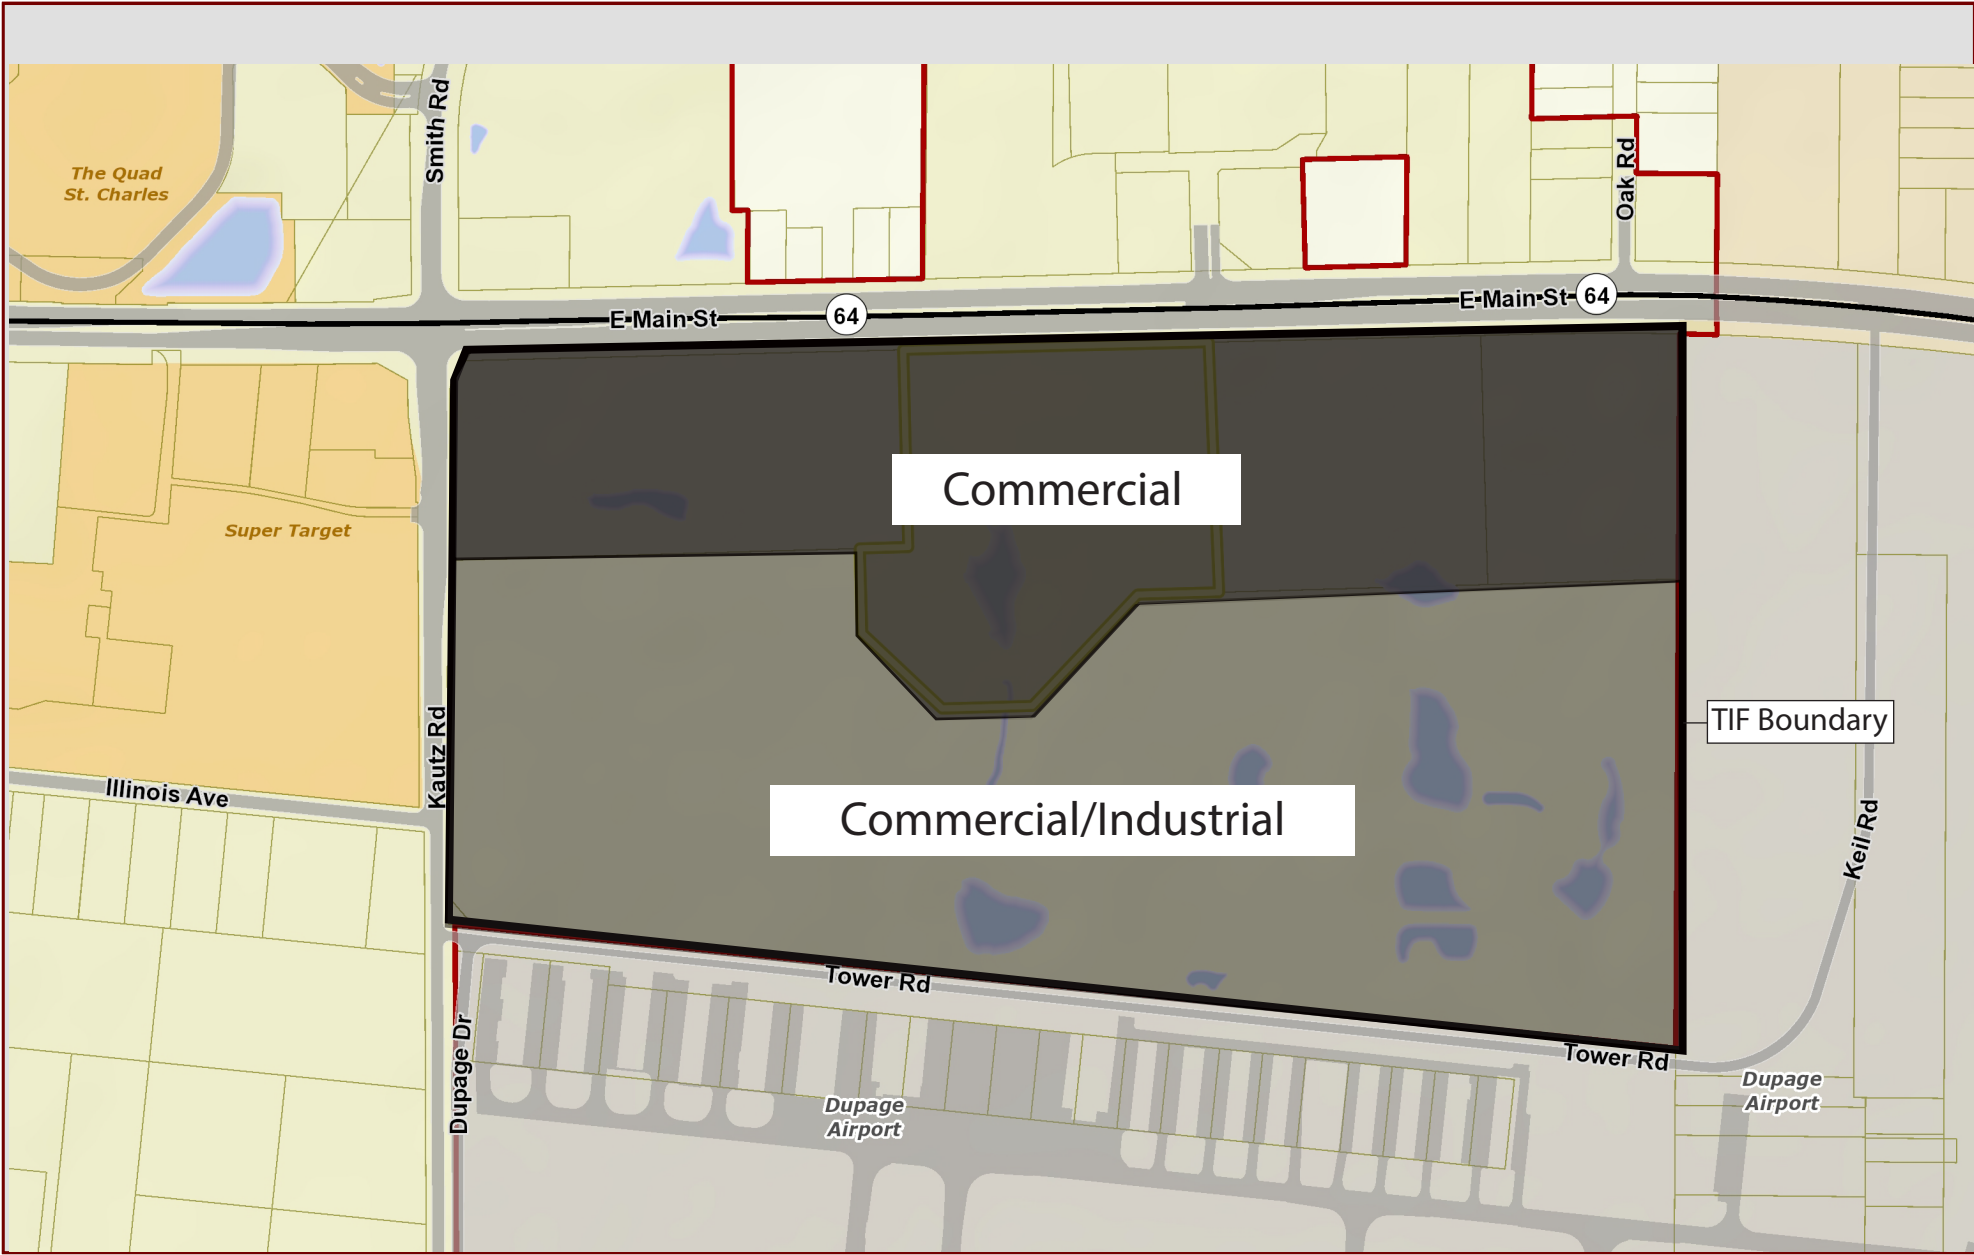 Smith Rd
The Quad
St. Charles
Oak Rd
E Main St
64
E Main St
64
Commercial
Super Target
Kautz Rd
TIF Boundary
Illinois Ave
Commercial/Industrial
Keil Rd
Tower Rd
Dupage Dr
Tower Rd
Dupage
Airport
Dupage
Airport